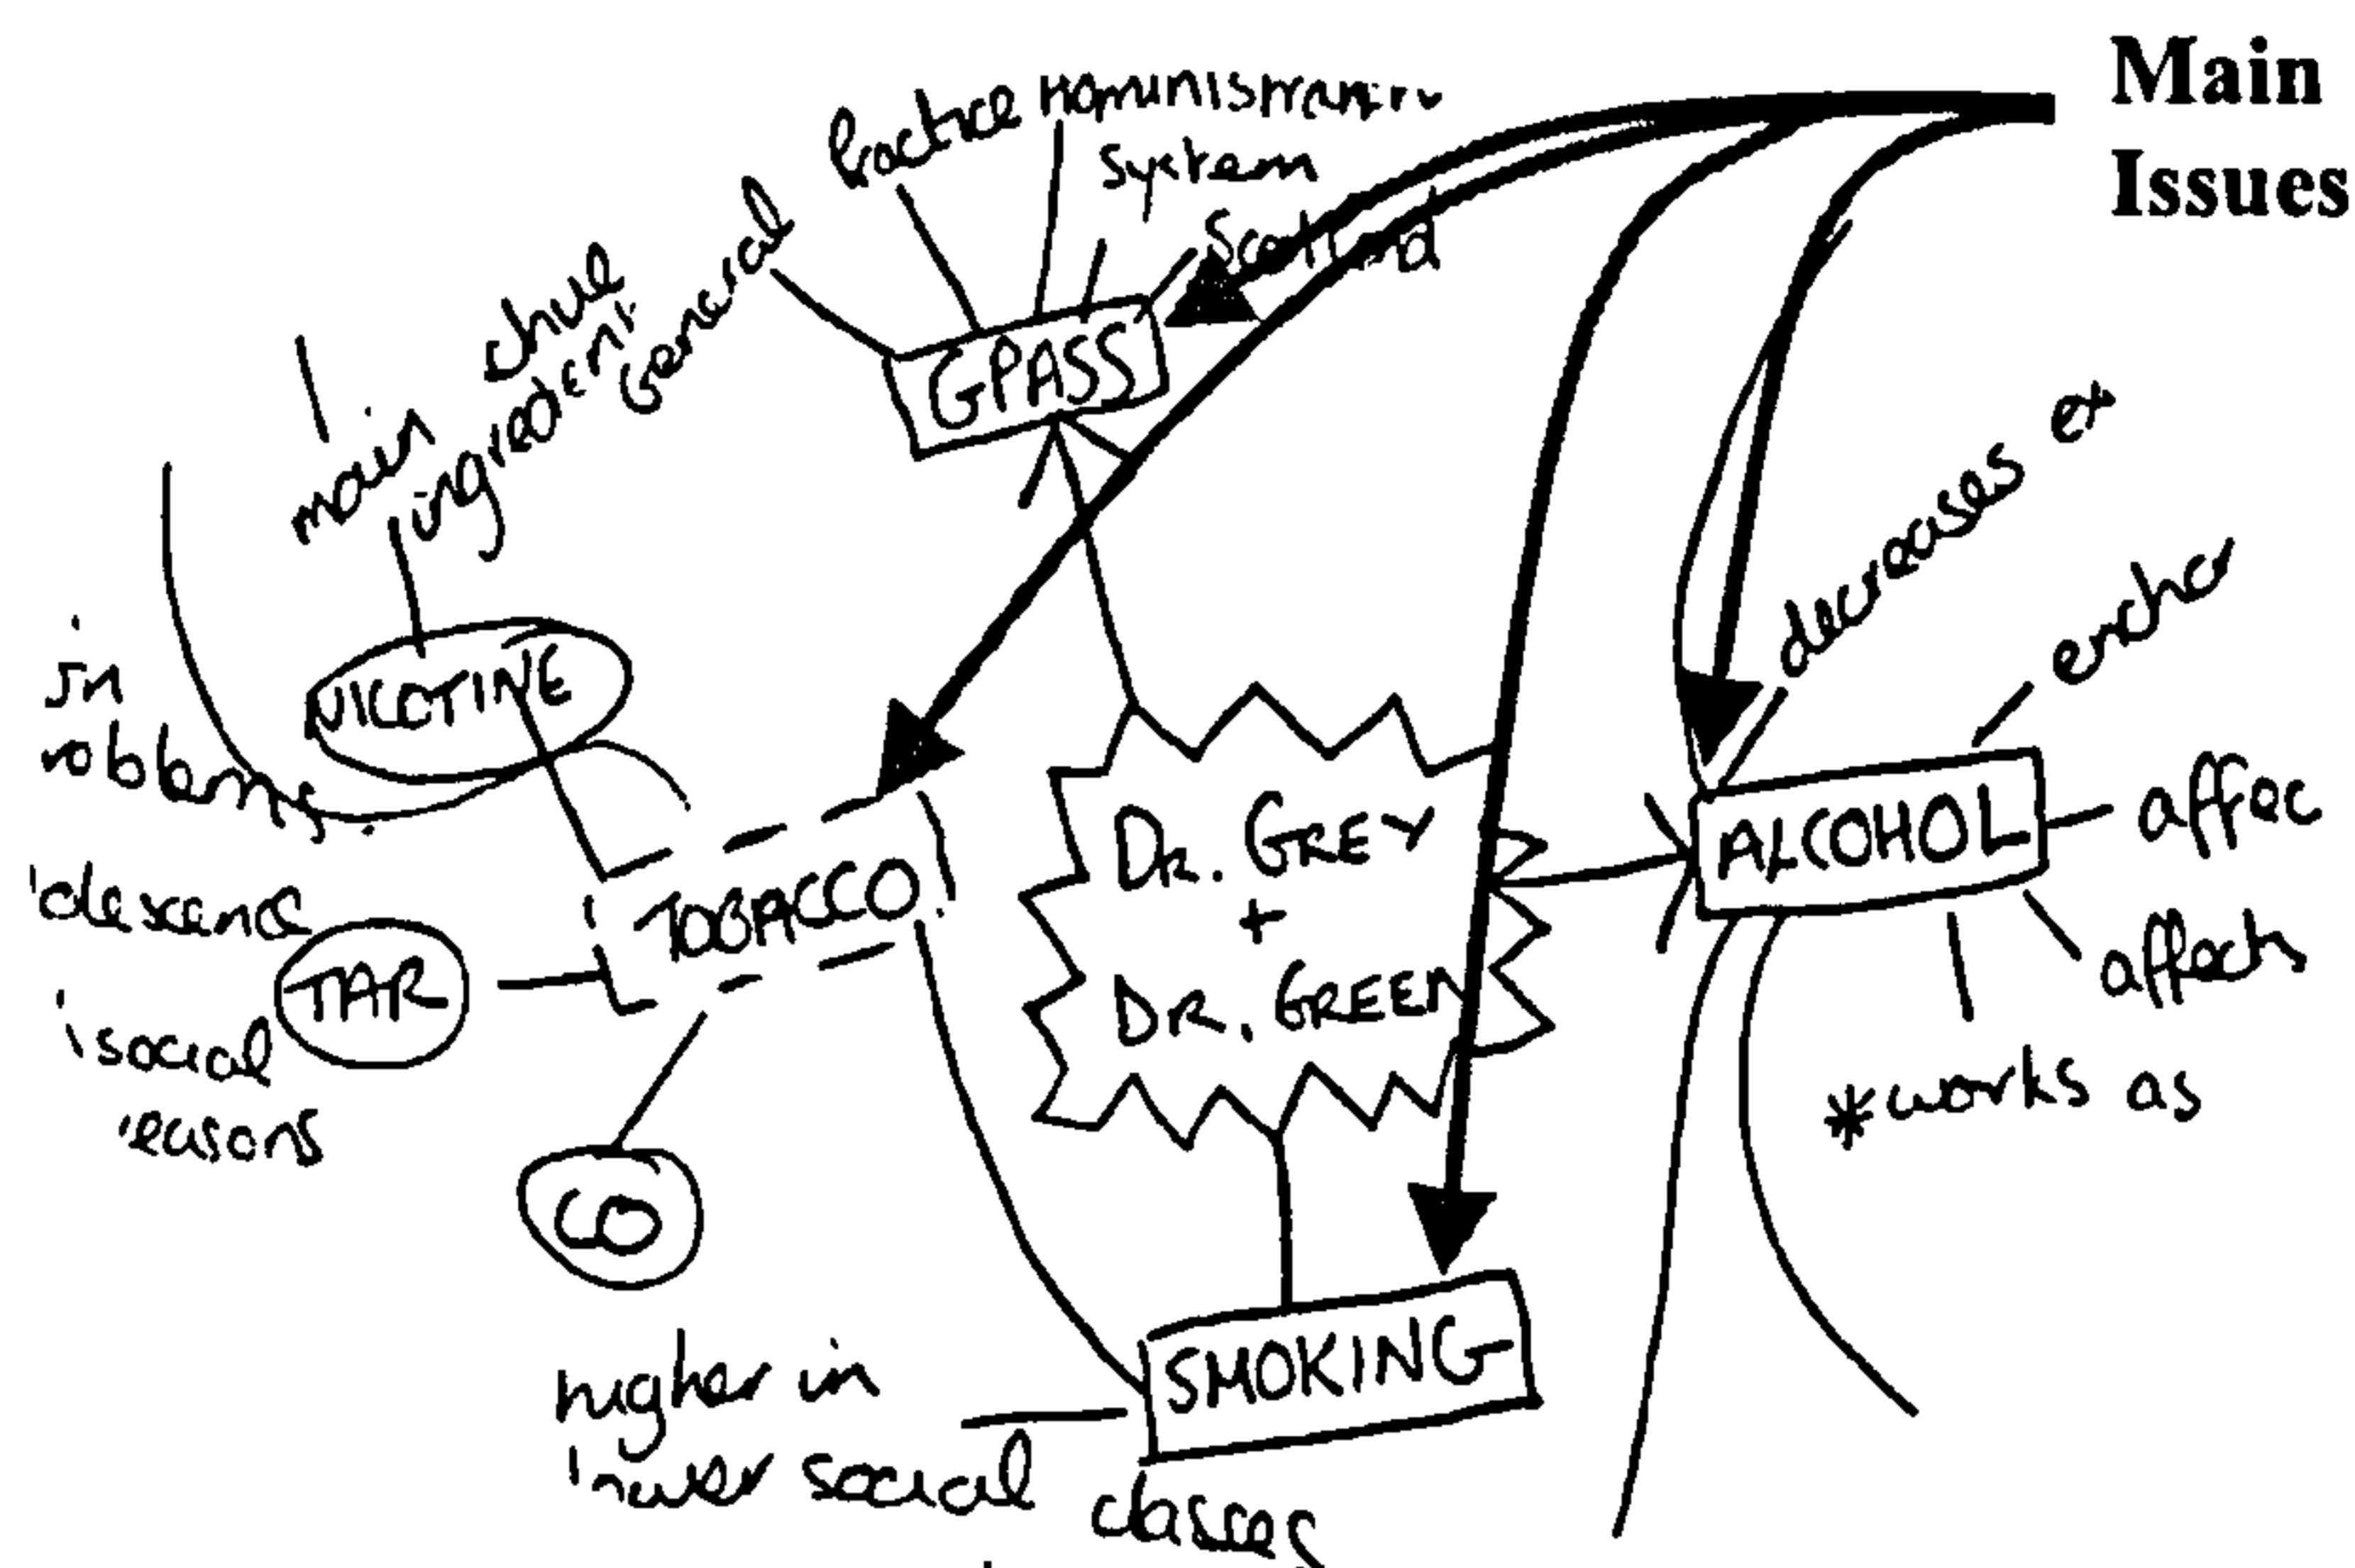 Main
Issues
Practice Administration
System
Scotland
General
GPASS
main
ingredient
decreases
NICOTINE
in
TOBACCO
TAR
social
reasons
CO
DR. GREY
+
DR. GREEN
ALCOHOL
affec
affects
*works as
SMOKING
higher in
lower social
classes